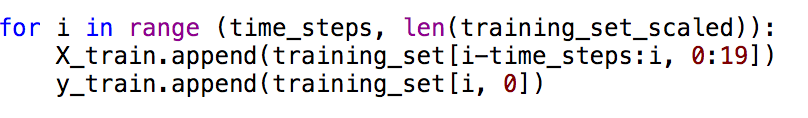 for i in range (time_steps, len(training_set_scaled)):
    X_train.append(training_set[i-time_steps:i, 0:19])
    y_train.append(training_set[i, 0])